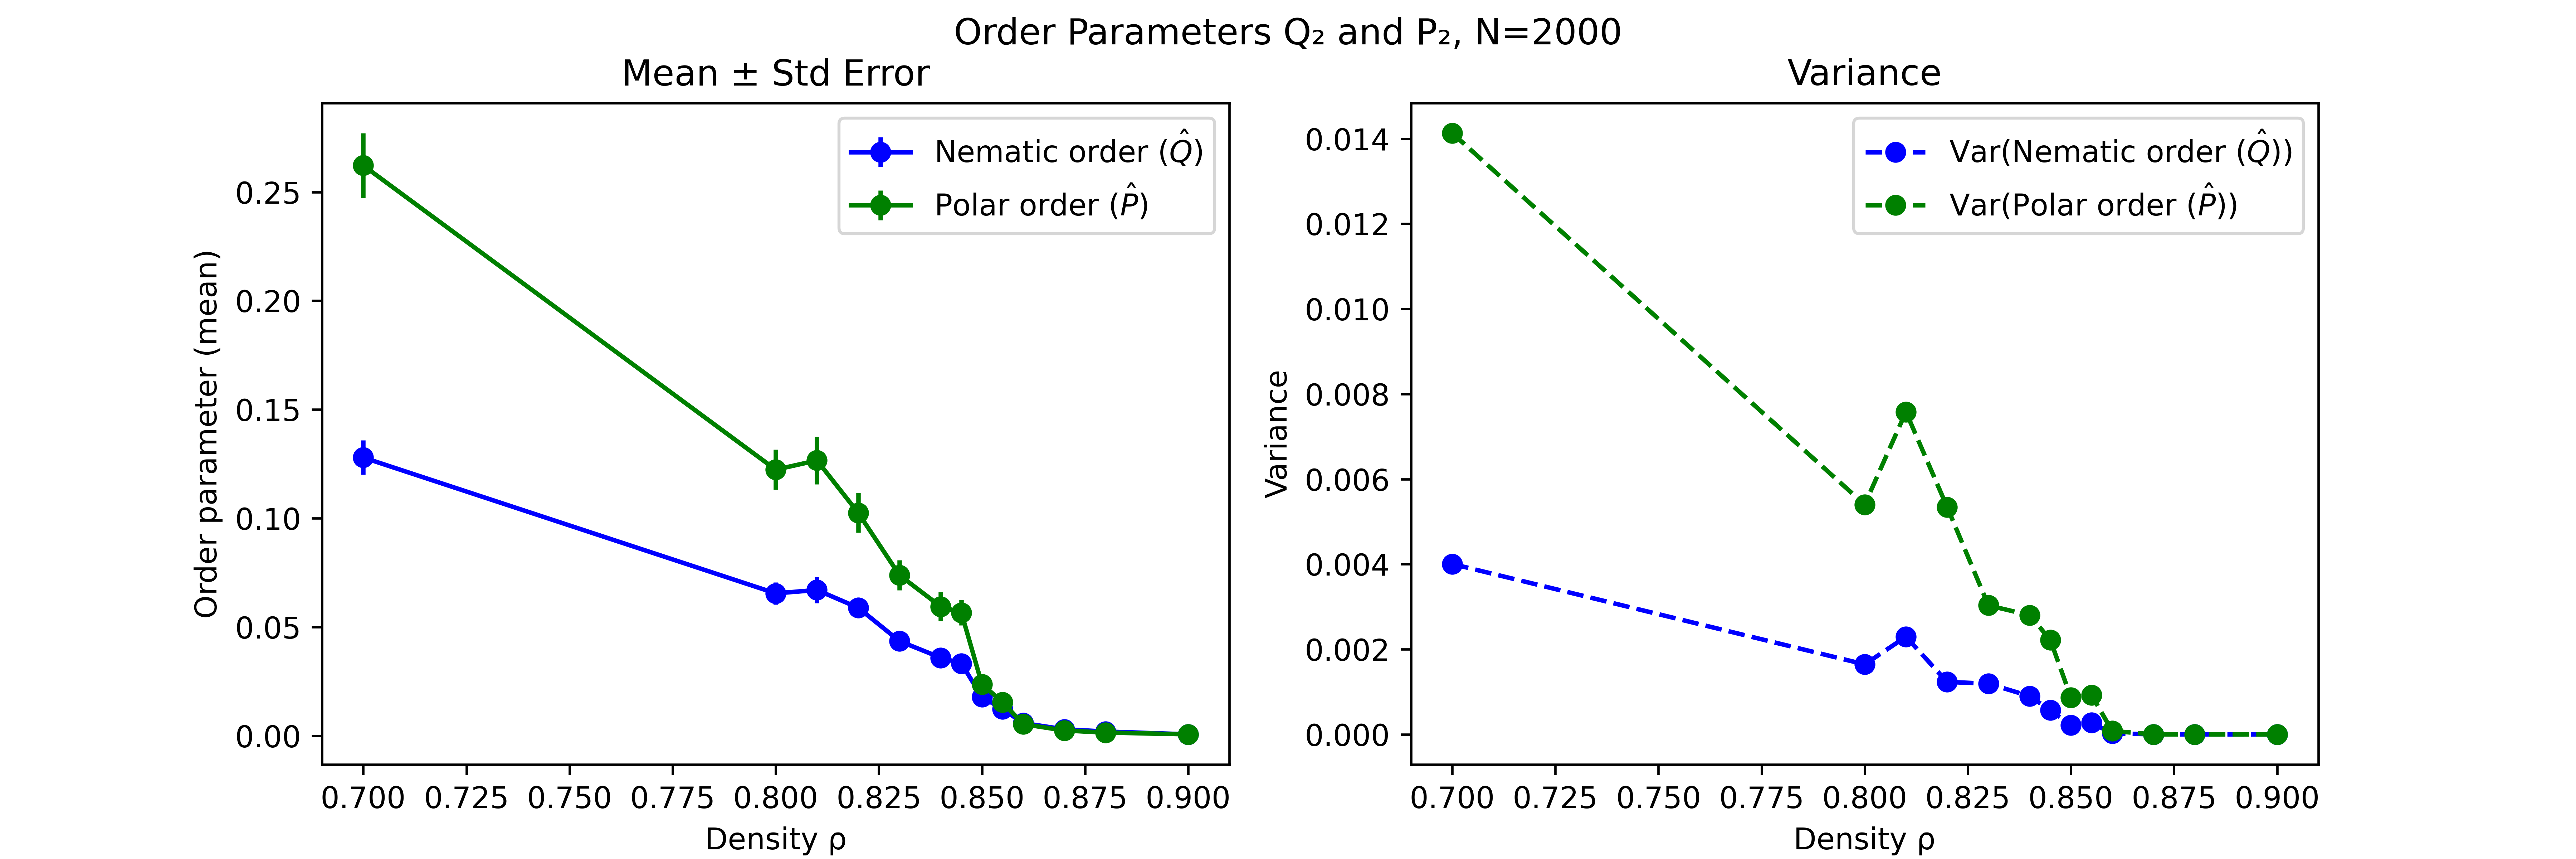 Order Parameters Q₂ and P₂, N=2000
Mean ± Std Error
Nematic order (Q̂)
Polar order (P̂)
Order parameter (mean)
0.25
0.20
0.15
0.10
0.05
0.00
0.700 0.725 0.750 0.775 0.800 0.825 0.850 0.875 0.900
Density ρ
Variance
Var(Nematic order (Q̂))
Var(Polar order (P̂))
Variance
0.014
0.012
0.010
0.008
0.006
0.004
0.002
0.000
0.700 0.725 0.750 0.775 0.800 0.825 0.850 0.875 0.900
Density ρ